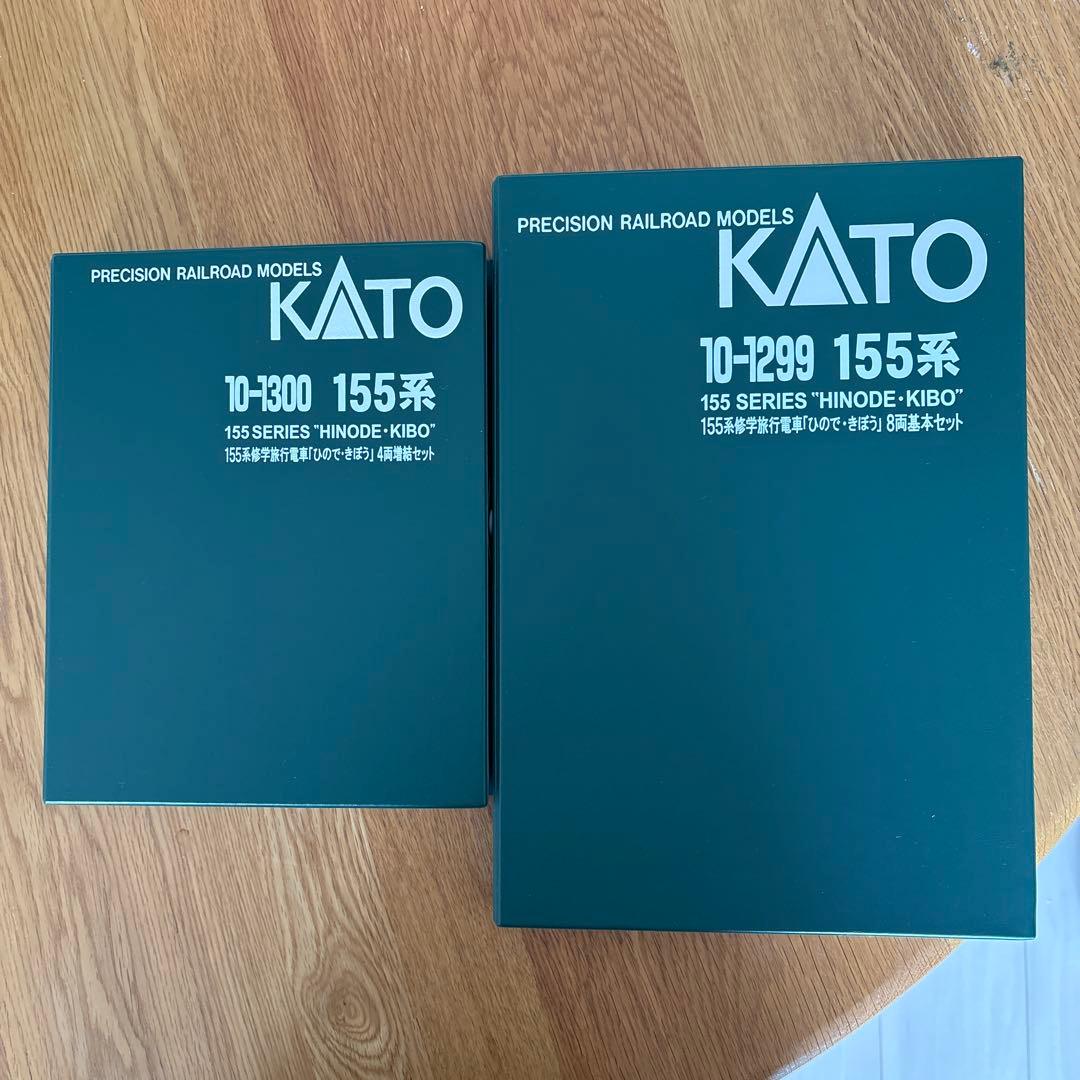 PRECISION RAILROAD MODELS
KATO
10-1300 155系
155 SERIES "HINODE・KIBO"
155系修学旅行電車「ひので・きぼう」 4両増結セット
PRECISION RAILROAD MODELS
KATO
10-1299 155系
155 SERIES "HINODE・KIBO"
155系修学旅行電車「ひので・きぼう」 8両基本セット